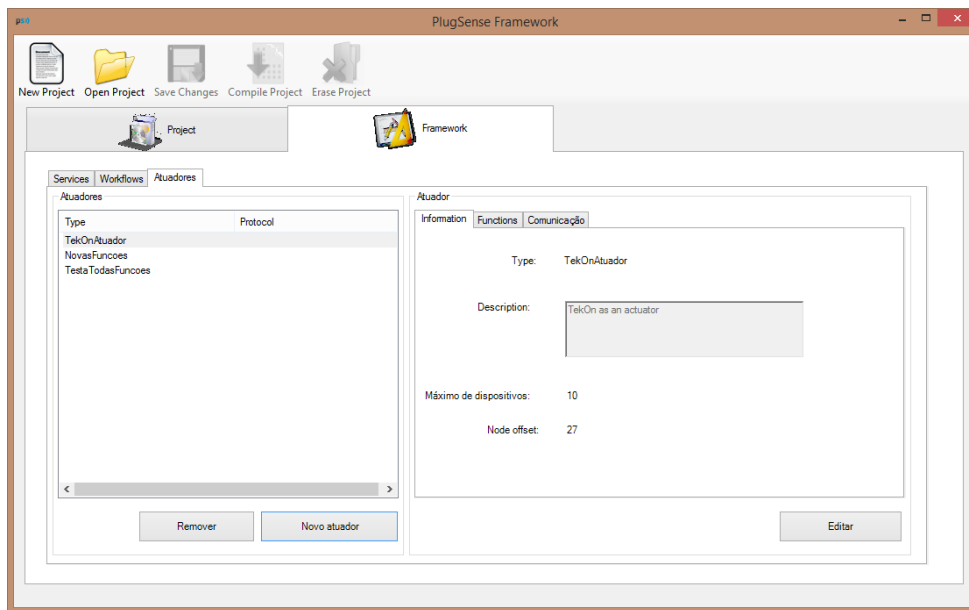 pso
PlugSense Framework
New Project Open Project Save Changes Compile Project Erase Project
Project
Framework
Services Workflows Atuadores
Atuadores
Type Protocol
TekOnAtuador
NovasFuncoes
TestaTodasFuncoes
Remover Novo atuador
Atuador
Information Functions Comunicação
Type: TekOnAtuador
Description: TekOn as an actuator
Máximo de dispositivos: 10
Node offset: 27
Editar